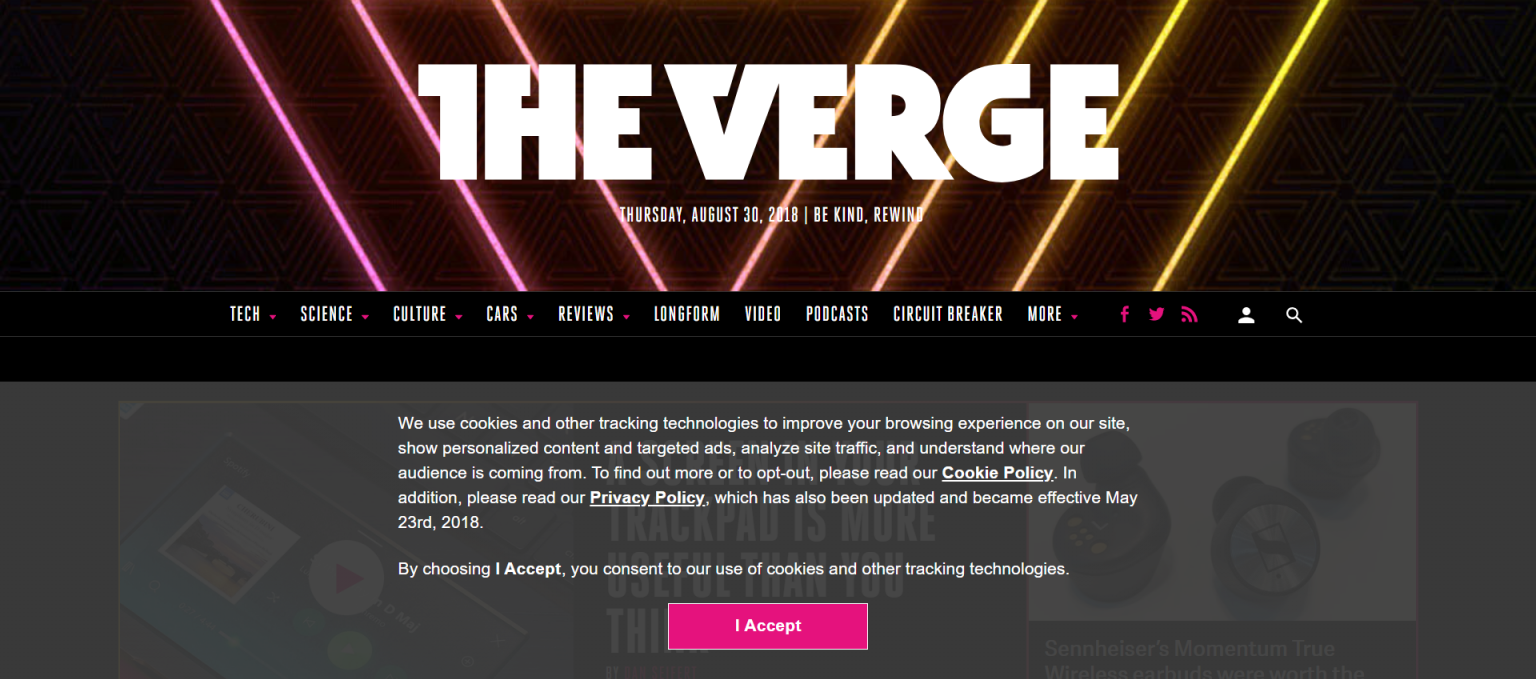 THE VERGE
THURSDAY, AUGUST 30, 2018 | BE KIND, REWIND
TECH SCIENCE CULTURE CARS REVIEWS LONGFORM VIDEO PODCASTS CIRCUIT BREAKER MORE
We use cookies and other tracking technologies to improve your browsing experience on our site,
show personalized content and targeted ads, analyze site traffic, and understand where our
audience is coming from. To find out more or to opt-out, please read our Cookie Policy. In
addition, please read our Privacy Policy, which has also been updated and became effective May
23rd, 2018.
By choosing I Accept, you consent to our use of cookies and other tracking technologies.
I Accept
A SCREEN IN YOUR
TRACKPAD IS MORE
USEFUL THAN YOU
BY
Sennheiser's Momentum True
Wireless earbuds were worth the